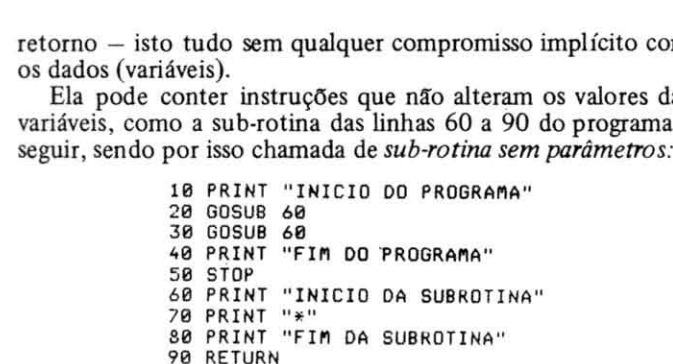 retorno — isto tudo sem qualquer compromisso implícito
os dados (variáveis).
Ela pode conter instruções que não alteram os valores
variáveis, como a sub-rotina das linhas 60 a 90 do programa
seguir, sendo por isso chamada de sub-rotina sem parâmetros:
10 PRINT "INICIO DO PROGRAMA"
20 GOSUB 60
30 GOSUB 60
40 PRINT "FIM DO PROGRAMA"
50 STOP
60 PRINT "INICIO DA SUBROTINA"
70 PRINT "*"
80 PRINT "FIM DA SUBROTINA"
90 RETURN